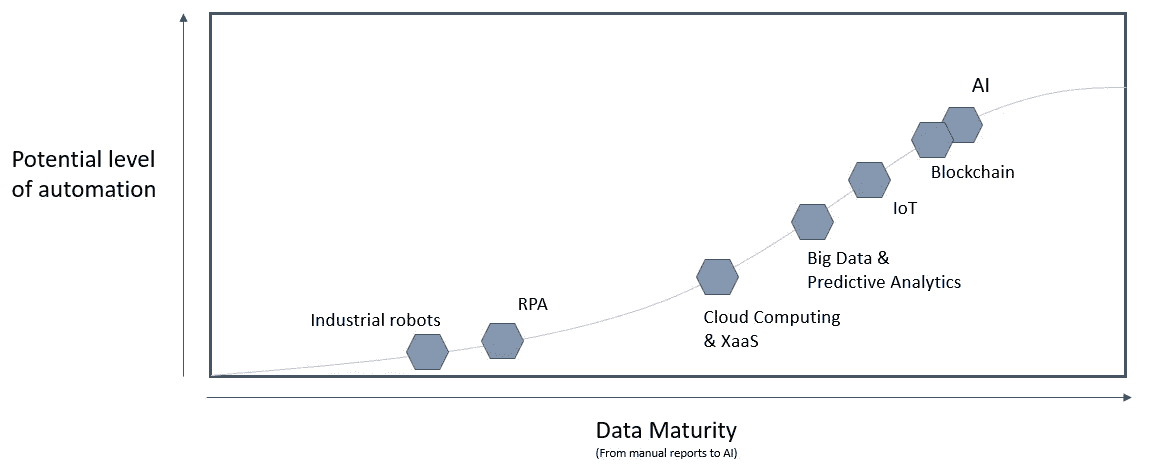 AI
Potential level
of automation
Blockchain
IoT
Big Data &
Predictive Analytics
RPA
Industrial robots
Cloud Computing
& XaaS
Data Maturity
(From manual reports to AI)